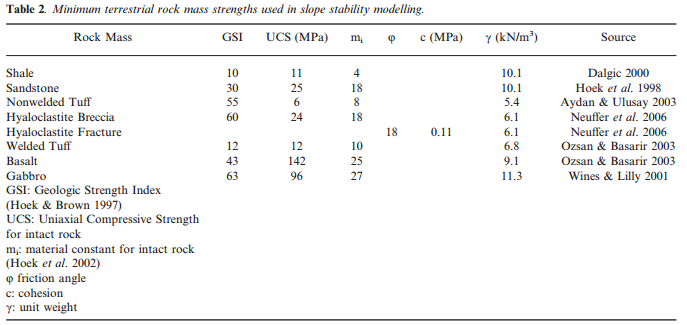 Table 2. Minimum terrestrial rock mass strengths used in slope stability modelling.
Rock Mass GSI UCS (MPa) mi φ c (MPa) γ (kN/m³) Source
Shale 10 11 4 10.1 Dalgic 2000
Sandstone 30 25 18 10.1 Hoek et al. 1998
Nonwelded Tuff 55 6 8 5.4 Aydan & Ulusay 2003
Hyaloclastite Breccia 60 24 18 6.1 Neuffer et al. 2006
Hyaloclastite Fracture 18 0.11 6.1 Neuffer et al. 2006
Welded Tuff 12 12 10 6.8 Ozsan & Basarir 2003
Basalt 43 142 25 9.1 Ozsan & Basarir 2003
Gabbro 63 96 27 11.3 Wines & Lilly 2001
GSI: Geologic Strength Index
(Hoek & Brown 1997)
UCS: Uniaxial Compressive Strength
for intact rock
mi: material constant for intact rock
(Hoek et al. 2002)
φ friction angle
c: cohesion
γ: unit weight